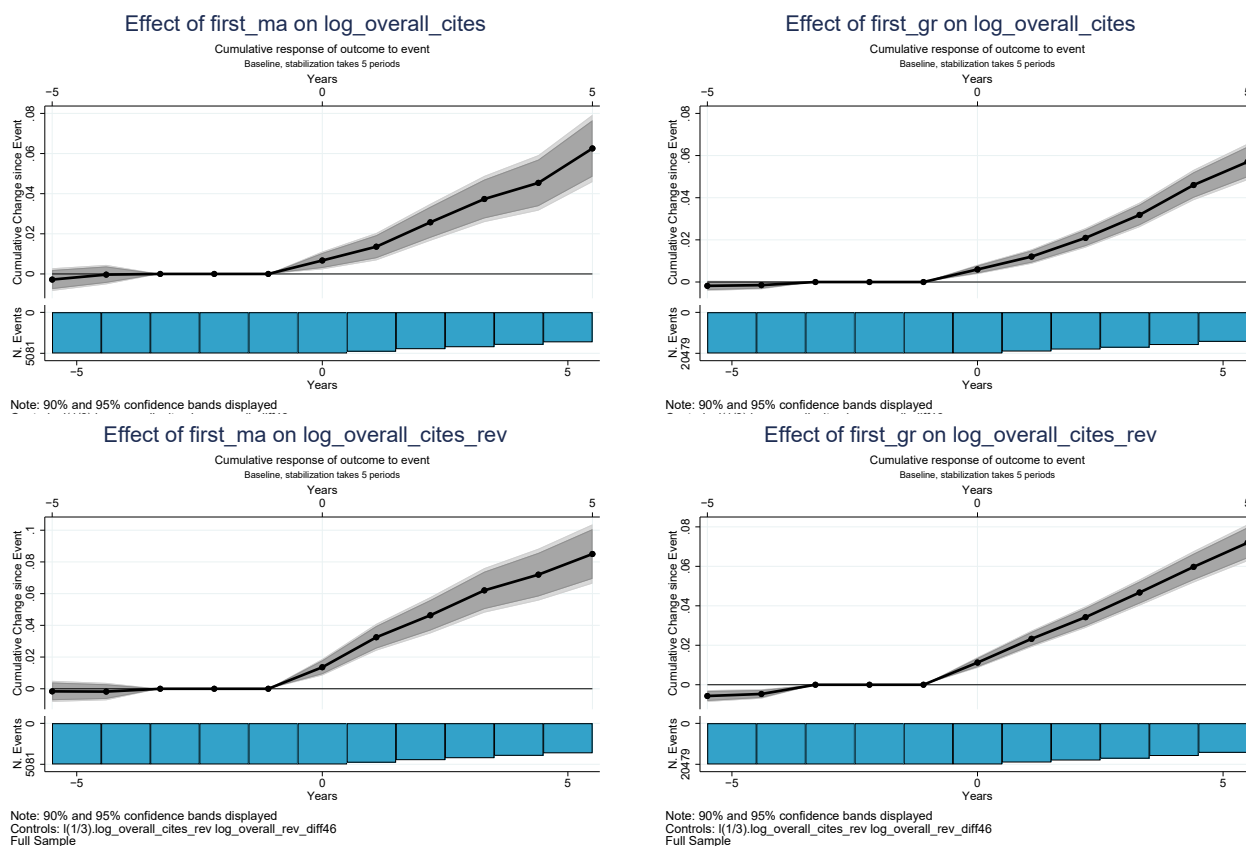 Effect of first_ma on log_overall_cites
Cumulative response of outcome to event
Baseline, stabilization takes 5 periods
Years
−5 0 5
Cumulative Change since Event
0 .02 .04 .06 .08
N. Events
5081 0
−5 5
Years
Note: 90% and 95% confidence bands displayed
Effect of first_gr on log_overall_cites
Cumulative response of outcome to event
Baseline, stabilization takes 5 periods
Years
−5 0 5
Cumulative Change since Event
0 .02 .04 .06 .08
N. Events
20479 0
−5 5
Years
Note: 90% and 95% confidence bands displayed
Effect of first_ma on log_overall_cites_rev
Cumulative response of outcome to event
Baseline, stabilization takes 5 periods
Years
−5 0 5
Cumulative Change since Event
0 .02 .04 .06 .08 .1
N. Events
5081 0
−5 5
Years
Note: 90% and 95% confidence bands displayed
Controls: l(1/3).log_overall_cites_rev log_overall_rev_diff46
Full Sample
Effect of first_gr on log_overall_cites_rev
Cumulative response of outcome to event
Baseline, stabilization takes 5 periods
Years
−5 0 5
Cumulative Change since Event
0 .02 .04 .06 .08
N. Events
20479 0
−5 5
Years
Note: 90% and 95% confidence bands displayed
Controls: l(1/3).log_overall_cites_rev log_overall_rev_diff46
Full Sample